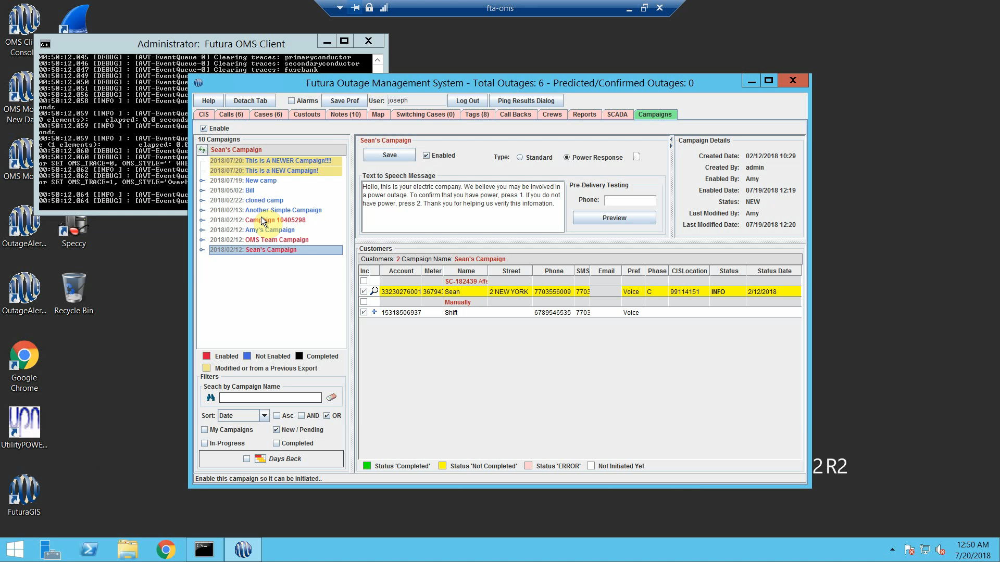 fta-oms
OMS Cli
Consol
OMS Mo
New Da
OMS Mo
OutageAler...
Speccy
OutageAler...
Recycle Bin
Google
Chrome
UtilityPOWE...
FuturaGIS
Administrator: Futura OMS Client
00:50:12.045 [DEBUG] : [AWT-EventQueue-0] Clearing traces: primaryconductor
00:50:12.046 [DEBUG] : [AWT-EventQueue-0] Clearing traces: secondaryconductor
00:50:12.047 [DEBUG] : [AWT-EventQueue-0] Clearing traces: fusebank
00:50:12.049 [DEBUG] : [AWT-EventQue
00:50:12.050 [DEBUG] : [AWT-EventQue
00:50:12.051 [DEBUG] : [AWT-EventQue
00:50:12.056 [DEBUG] : [AWT-EventQue
00:50:12.058 [INFO ] : [AWT-EventQue
onds
00:50:12.059 [INFO ] : [AWT-EventQue
0 elements): elapsed: 0.0 seconds
00:50:12.059 [INFO ] : [AWT-EventQue
onds
00:50:12.059 [INFO ] : [AWT-EventQue
e (1 elements): elapsed: 0.0
00:50:12.060 [DEBUG] : [AWT-EventQue
00:50:12.060 [DEBUG] : [AWT-EventQue
or SET OMS_TRACE=0, OMS_STYLE='' WHE
00:50:12.062 [INFO ] : [AWT-EventQue
00:50:12.062 [DEBUG] : [AWT-EventQue
or SET OMS_TRACE=1, OMS_STYLE='Overh
00:50:12.064 [INFO ] : [AWT-EventQue
00:50:12.064 [DEBUG] : [AWT-EventQue
Futura Outage Management System - Total Outages: 6 - Predicted/Confirmed Outages: 0
Help Detach Tab Alarms Save Pref User: joseph Log Out Ping Results Dialog
CIS Calls (6) Cases (6) Custouts Notes (10) Map Switching Cases (0) Tags (8) Call Backs Crews Reports SCADA Campaigns
Enable
10 Campaigns
Sean's Campaign
2018/07/20: This is A NEWER Campaign!!!!
2018/07/20: This Is a NEW Campaign!
2018/07/19: New camp
2018/05/02: Bill
2018/02/22: cloned camp
2018/02/13: Another Simple Campaign
2018/02/12: Campaign 10405298
2018/02/12: Amy's Campaign
2018/02/12: OMS Team Campaign
2018/02/12: Sean's Campaign
Enabled Not Enabled Completed
Modified or from a Previous Export
Filters
Seach by Campaign Name
Sort: Date Asc AND OR
My Campaigns New / Pending
In-Progress Completed
Days Back
Sean's Campaign
Save Enabled Type: Standard Power Response
Text to Speech Message
Hello, this is your electric company. We believe you may be involved in
a power outage. To confirm that you have power, press 1. If you do not
have power, press 2. Thank you for helping us verify this infomation.
Pre-Delivery Testing
Phone:
Preview
Campaign Details
Created Date: 02/12/2018 10:29
Created By: admin
Enabled By: Amy
Enabled Date: 07/19/2018 12:19
Status: NEW
Last Modified By: Amy
Last Modified Date: 07/19/2018 12:20
Customers
Customers: 2 Campaign Name: Sean's Campaign
Inc Account Meter Name Street Phone SMS Email Pref Phase CISLocation Status Status Date
SC-182439 Affe
33230276001 36794: Sean 2 NEW YORK 7703556009 7703 Voice C 99114151 INFO 2/12/2018
Manually
15318506937 Shift 6789546535 7703 Voice
Status 'Completed' Status 'Not Completed' Status 'ERROR' Not Initiated Yet
Enable this campaign so it can be initiated..
2 R2
12:50 AM
7/20/2018